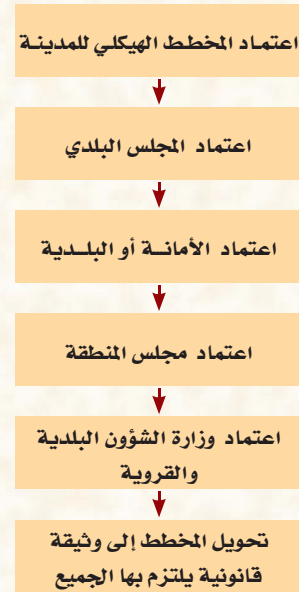 اعتماد المخطط الهيكلي للمدينة
اعتماد المجلس البلدي
اعتماد الأمانة أو البلدية
اعتماد مجلس المنطقة
اعتماد وزارة الشؤون البلدية
والقروية
تحويل المخطط إلى وثيقة
قانونية يلتزم بها الجميع